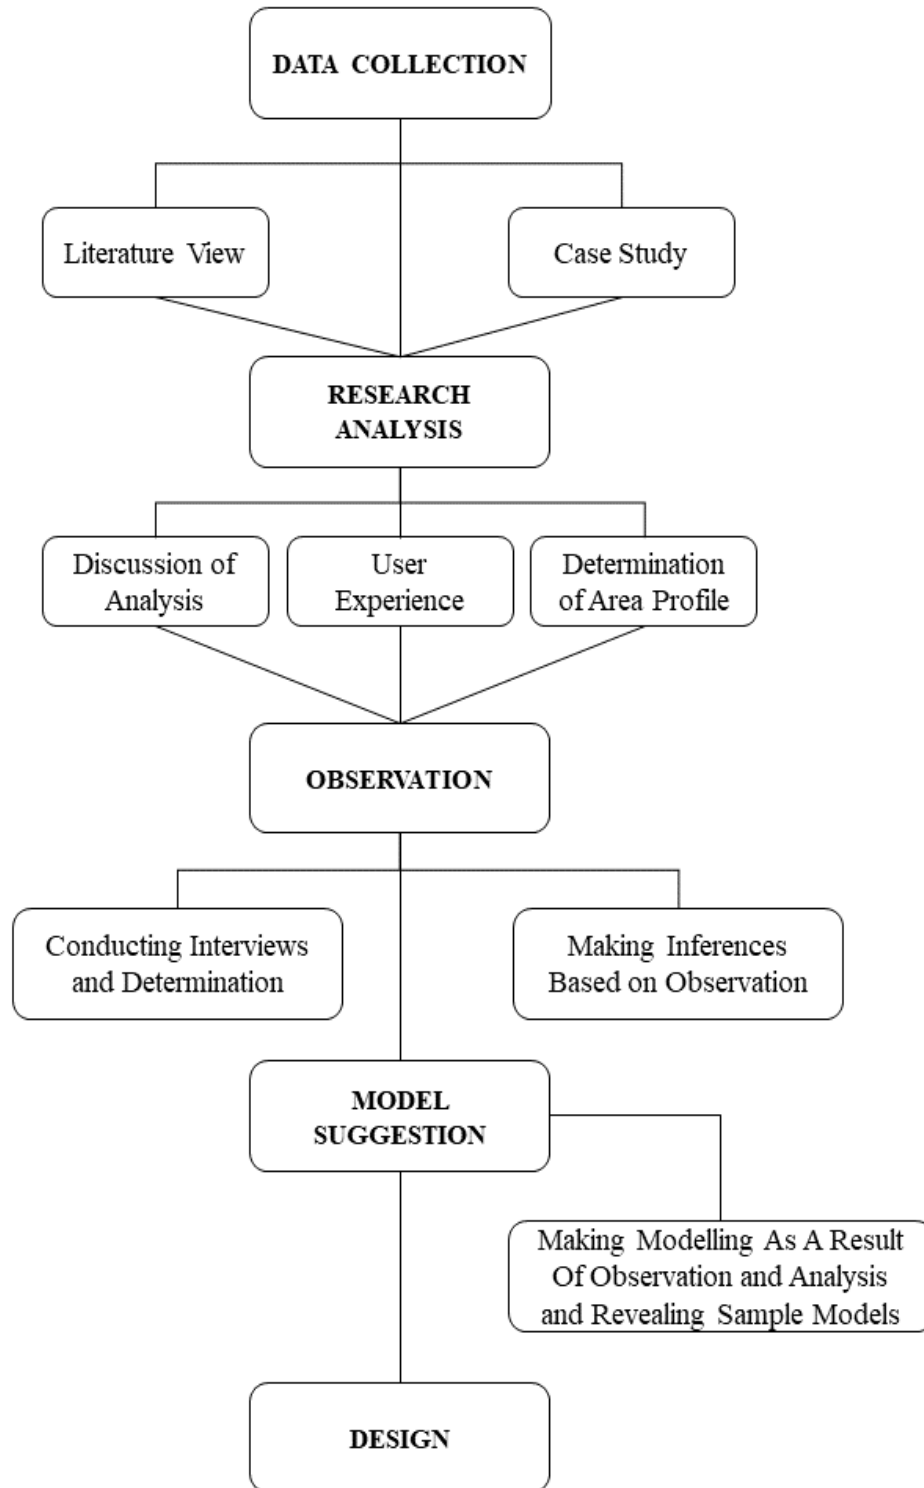 DATA COLLECTION
Literature View
Case Study
RESEARCH
ANALYSIS
Discussion of
Analysis
User
Experience
Determination
of Area Profile
OBSERVATION
Conducting Interviews
and Determination
Making Inferences
Based on Observation
MODEL
SUGGESTION
Making Modelling As A Result
Of Observation and Analysis
and Revealing Sample Models
DESIGN